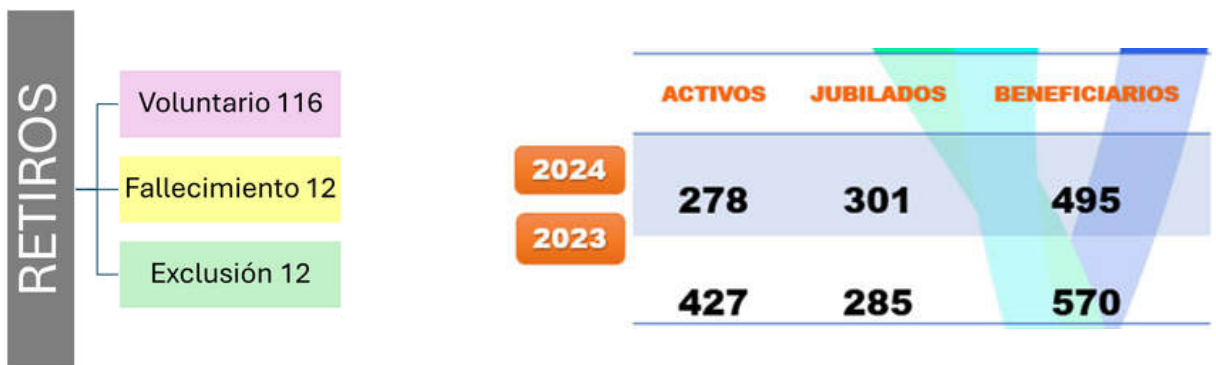 RETIROS
Voluntario 116
Fallecimiento 12
Exclusión 12
ACTIVOS JUBILADOS BENEFICIARIOS
2024 278 301 495
2023 427 285 570